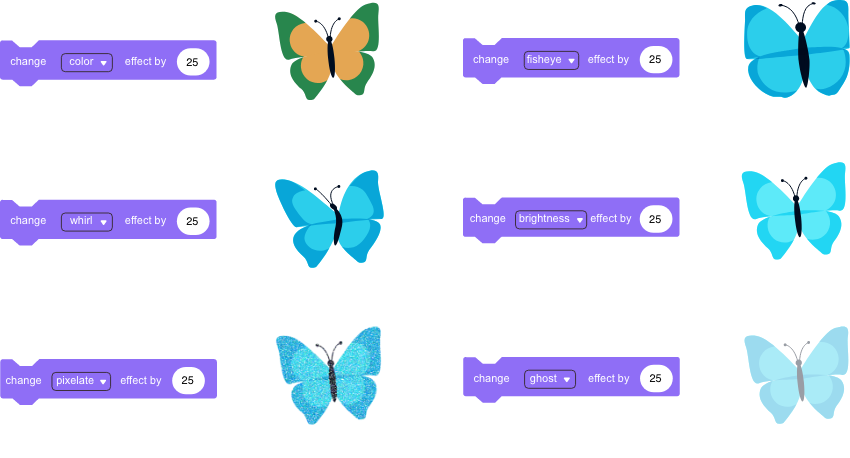 change color effect by 25
change fisheye effect by 25
change whirl effect by 25
change brightness effect by 25
change pixelate effect by 25
change ghost effect by 25